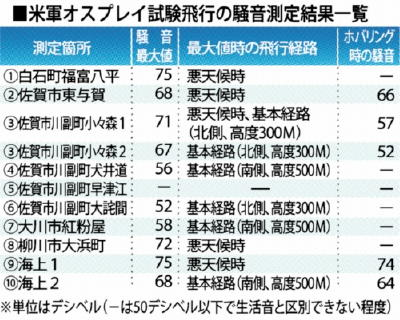 ■米軍オスプレイ試験飛行の騒音測定結果一覧
測定箇所 騒音最大値 最大値時の飛行経路 ホバリング時の騒音
①白石町福富八平 75 悪天候時 ―
②佐賀市東与賀 68 悪天候時 66
③佐賀市川副町小々森1 71 悪天候時、基本経路(北側、高度300M) 57
③佐賀市川副町小々森2 67 基本経路(北側、高度300M) 52
④佐賀市川副町犬井道 56 基本経路(南側、高度500M) ―
⑤佐賀市川副町早津江 ― ― ―
⑥佐賀市川副町大詫間 52 基本経路(北側、高度300M) ―
⑦大川市紅粉屋 58 基本経路(南側、高度500M) ―
⑧柳川市大浜町 72 悪天候時 ―
⑨海上1 75 悪天候時 74
⑩海上2 68 基本経路(南側、高度500M) 64
※単位はデシベル(―は50デシベル以下で生活音と区別できない程度)